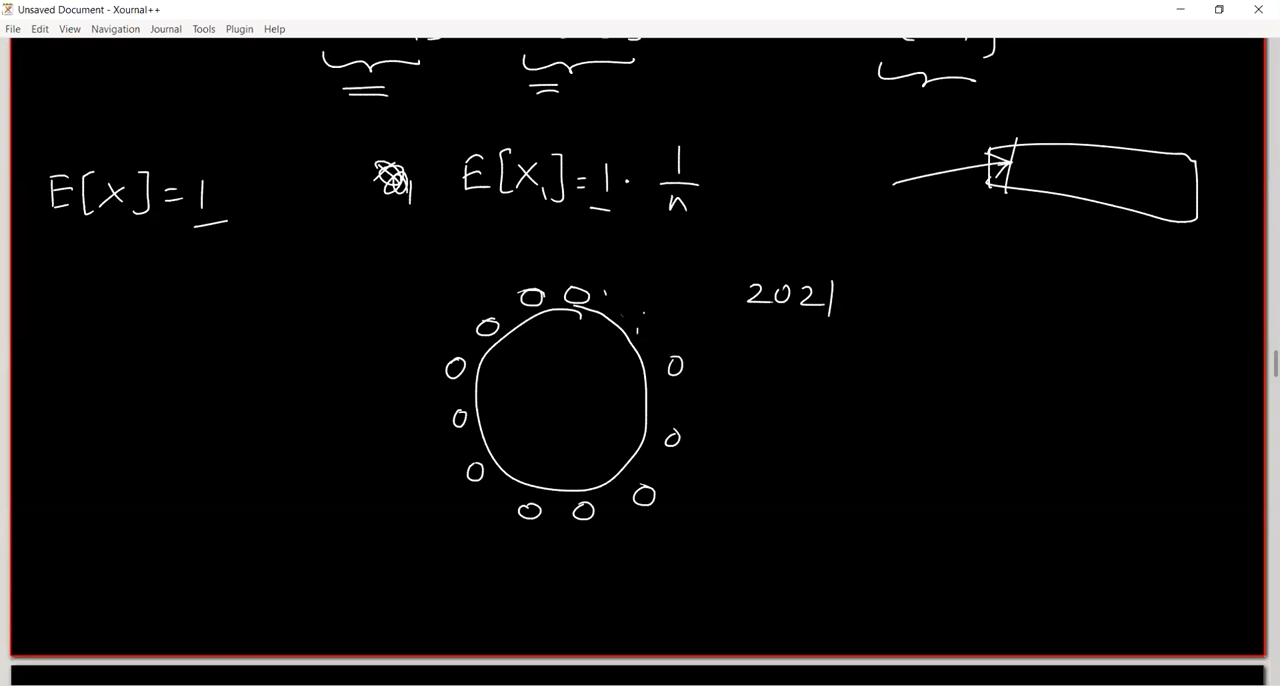 Unsaved Document - Xournal++
File Edit View Navigation Journal Tools Plugin Help
E[X] = 1
E[X₁] = 1 · 1/n
2021